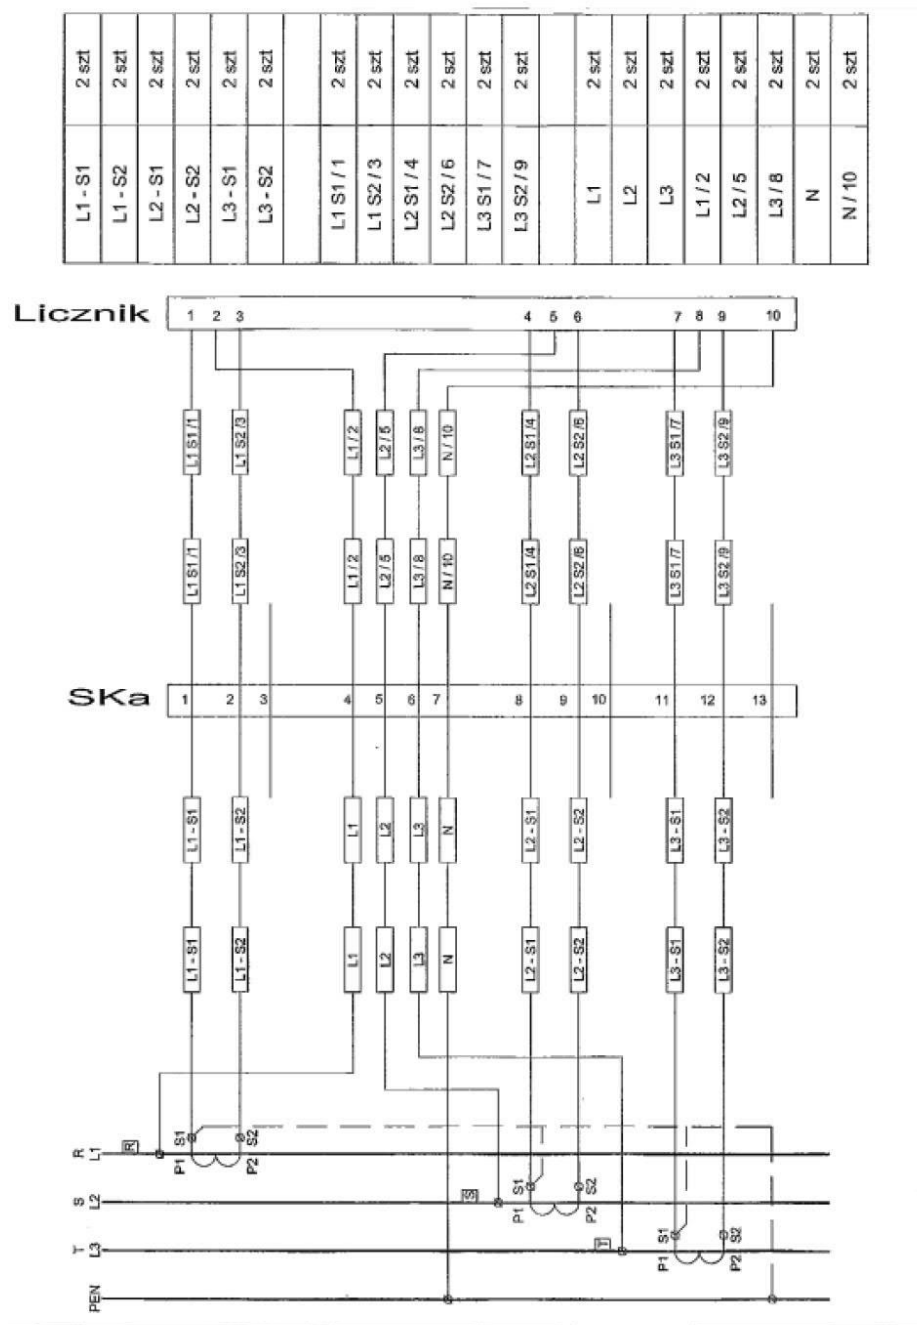 L1 - S1 2 szt
L1 - S2 2 szt
L2 - S1 2 szt
L2 - S2 2 szt
L3 - S1 2 szt
L3 - S2 2 szt
L1 S1 / 1 2 szt
L1 S2 / 3 2 szt
L2 S1 / 4 2 szt
L2 S2 / 6 2 szt
L3 S1 / 7 2 szt
L3 S2 / 9 2 szt
L1 2 szt
L2 2 szt
L3 2 szt
L1 / 2 2 szt
L2 / 5 2 szt
L3 / 8 2 szt
N 2 szt
N / 10 2 szt
Licznik 1 2 3 4 5 6 7 8 9 10
L1 S1 /1 L1 S2 /3 L1 / 2 L2 / 5 L3 / 8 N / 10 L2 S1 /4 L2 S2 /6 L3 S1 /7 L3 S2 /9
L1 S1 /1 L1 S2 /3 L1 / 2 L2 / 5 L3 / 8 N / 10 L2 S1 /4 L2 S2 /6 L3 S1 /7 L3 S2 /9
SKa 1 2 3 4 5 6 7 8 9 10 11 12 13
L1 - S1 L1 - S2 L1 L2 L3 N L2 - S1 L2 - S2 L3 - S1 L3 - S2
L1 - S1 L1 - S2 L1 L2 L3 N L2 - S1 L2 - S2 L3 - S1 L3 - S2
R L1 R S1 S2
P1 P2
S L2 S S1 S2
P1 P2
T L3 T S1 S2
P1 P2
PEN